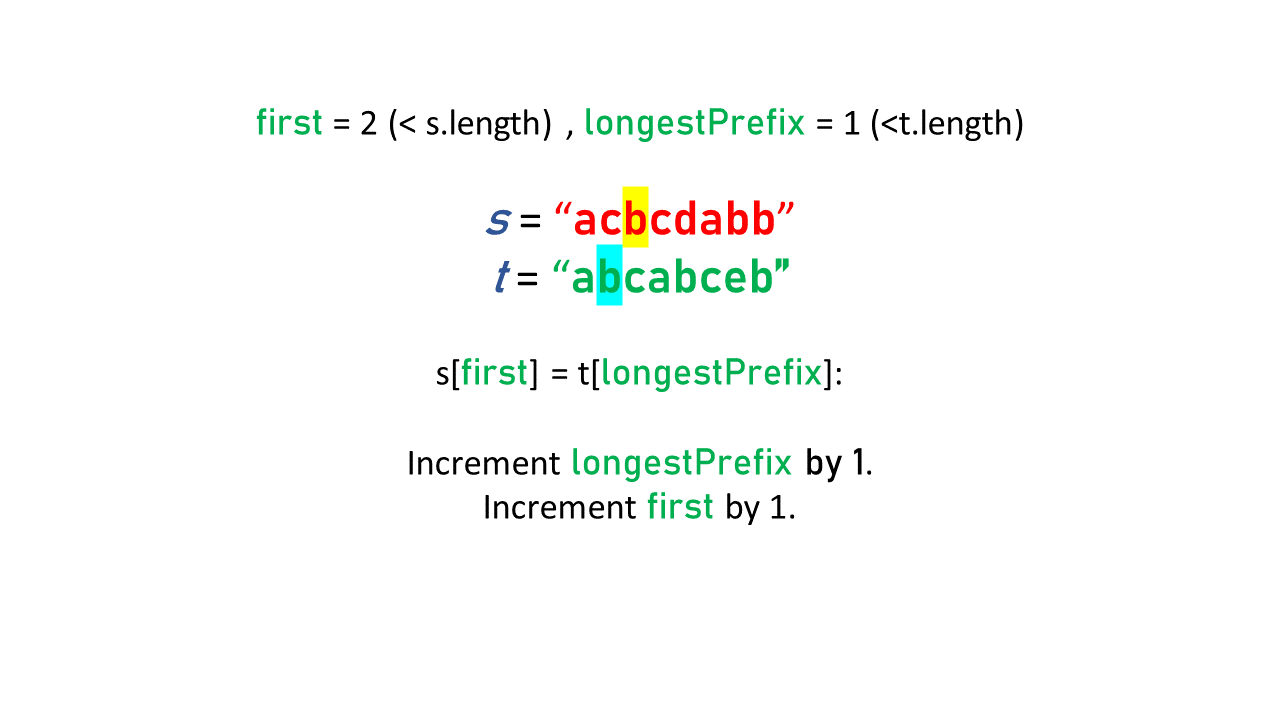 first = 2 (< s.length) , longestPrefix = 1 (<t.length)
s = “acbcdabb”
t = “abcabceb”
s[first] = t[longestPrefix]:
Increment longestPrefix by 1.
Increment first by 1.